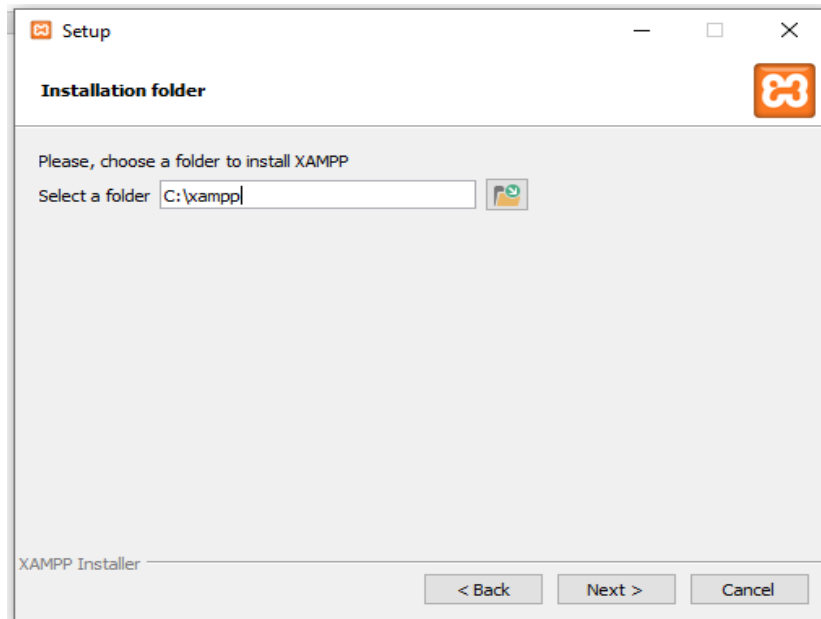 Setup
Installation folder
Please, choose a folder to install XAMPP
Select a folder C:\xampp
XAMPP Installer
< Back Next > Cancel